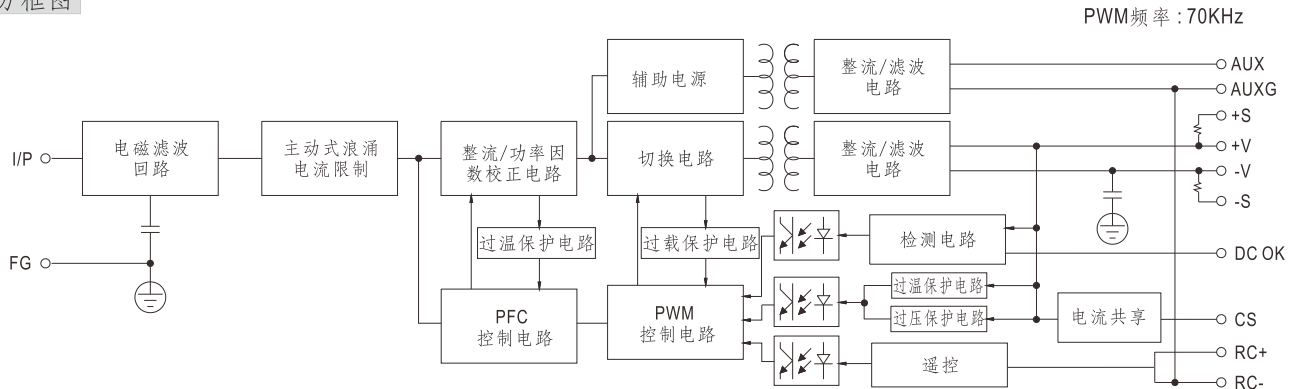 方框图
PWM频率 : 70KHz
辅助电源
整流/滤波
电路
AUX
AUXG
+S
I/P
电磁滤波
回路
主动式浪涌
电流限制
整流/功率因
数校正电路
切换电路
整流/滤波
电路
+V
-V
-S
过温保护电路
过载保护电路
检测电路
DC OK
FG
PFC
控制电路
PWM
控制电路
过温保护电路
过压保护电路
电流共享
CS
遥控
RC+
RC-